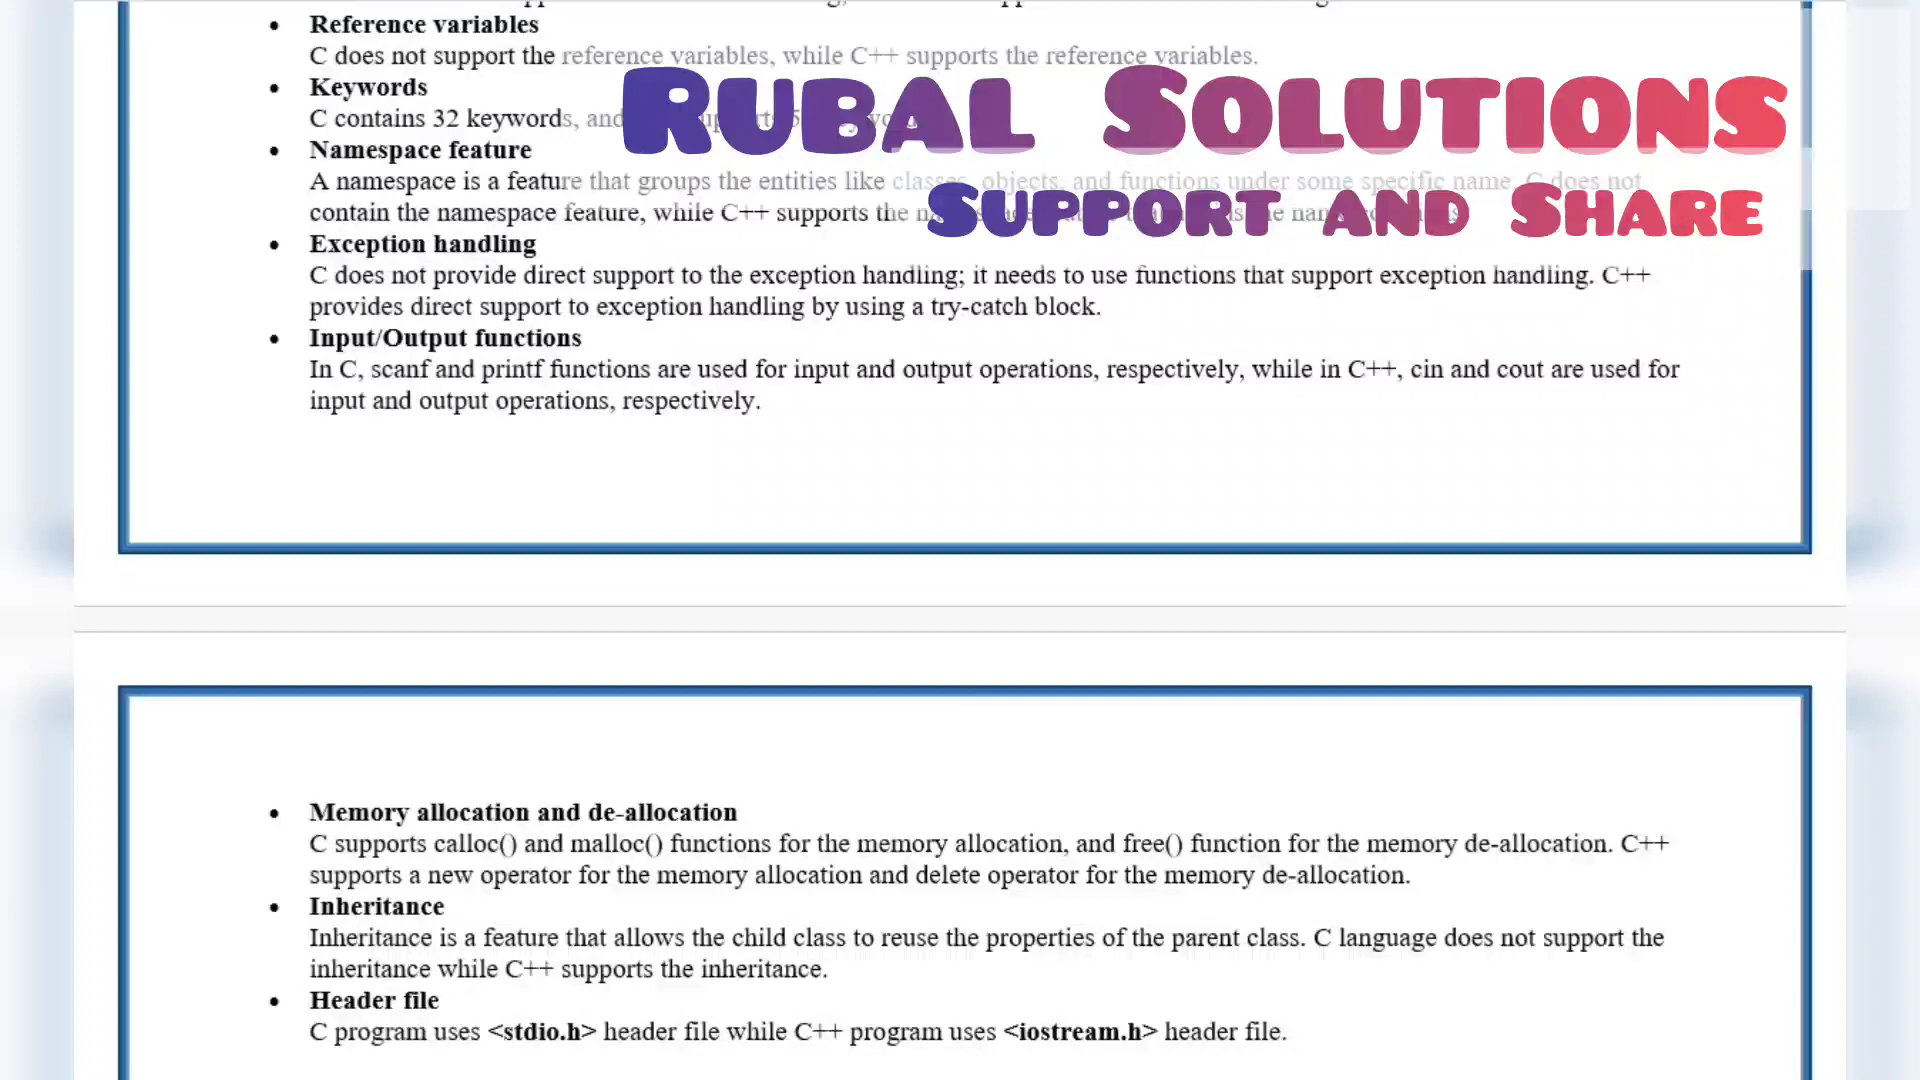 • Reference variables
C does not support the reference variables, while C++ supports the reference variables.
• Keywords
C contains 32 keywords, and
Rubal Solutions
• Namespace feature
A namespace is a feature that groups the entities like classes, objects, and functions under some specific name. C does not
contain the namespace feature, while C++ supports the
Support and Share
• Exception handling
C does not provide direct support to the exception handling; it needs to use functions that support exception handling. C++
provides direct support to exception handling by using a try-catch block.
• Input/Output functions
In C, scanf and printf functions are used for input and output operations, respectively, while in C++, cin and cout are used for
input and output operations, respectively.
• Memory allocation and de-allocation
C supports calloc() and malloc() functions for the memory allocation, and free() function for the memory de-allocation. C++
supports a new operator for the memory allocation and delete operator for the memory de-allocation.
• Inheritance
Inheritance is a feature that allows the child class to reuse the properties of the parent class. C language does not support the
inheritance while C++ supports the inheritance.
• Header file
C program uses <stdio.h> header file while C++ program uses <iostream.h> header file.